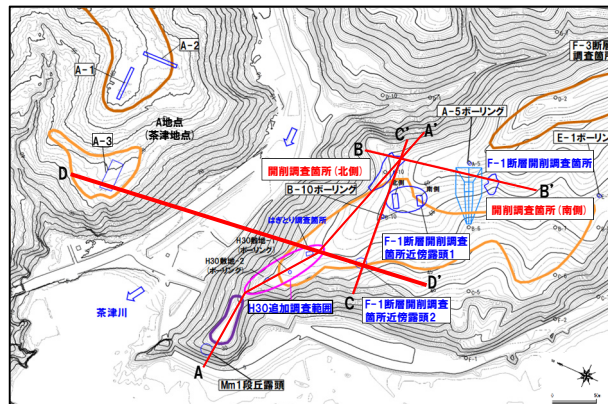 A-2
A-1
A地点
(茶津地点)
A-3
D
F-3断層
調査箇所
A-5ボーリング
E-1ボーリン
C'
A'
B
開削調査箇所(北側)
F-1断層開削調査箇所
B'
B-10ボーリング
北側
南側
開削調査箇所(南側)
はぎとり調査箇所
H30敷地-1
(ボーリング)
H30敷地-2
(ボーリング)
F-1断層開削調査
箇所近傍露頭1
D'
C
H30追加調査範囲
F-1断層開削調査
箇所近傍露頭2
茶津川
A
Mm1段丘露頭